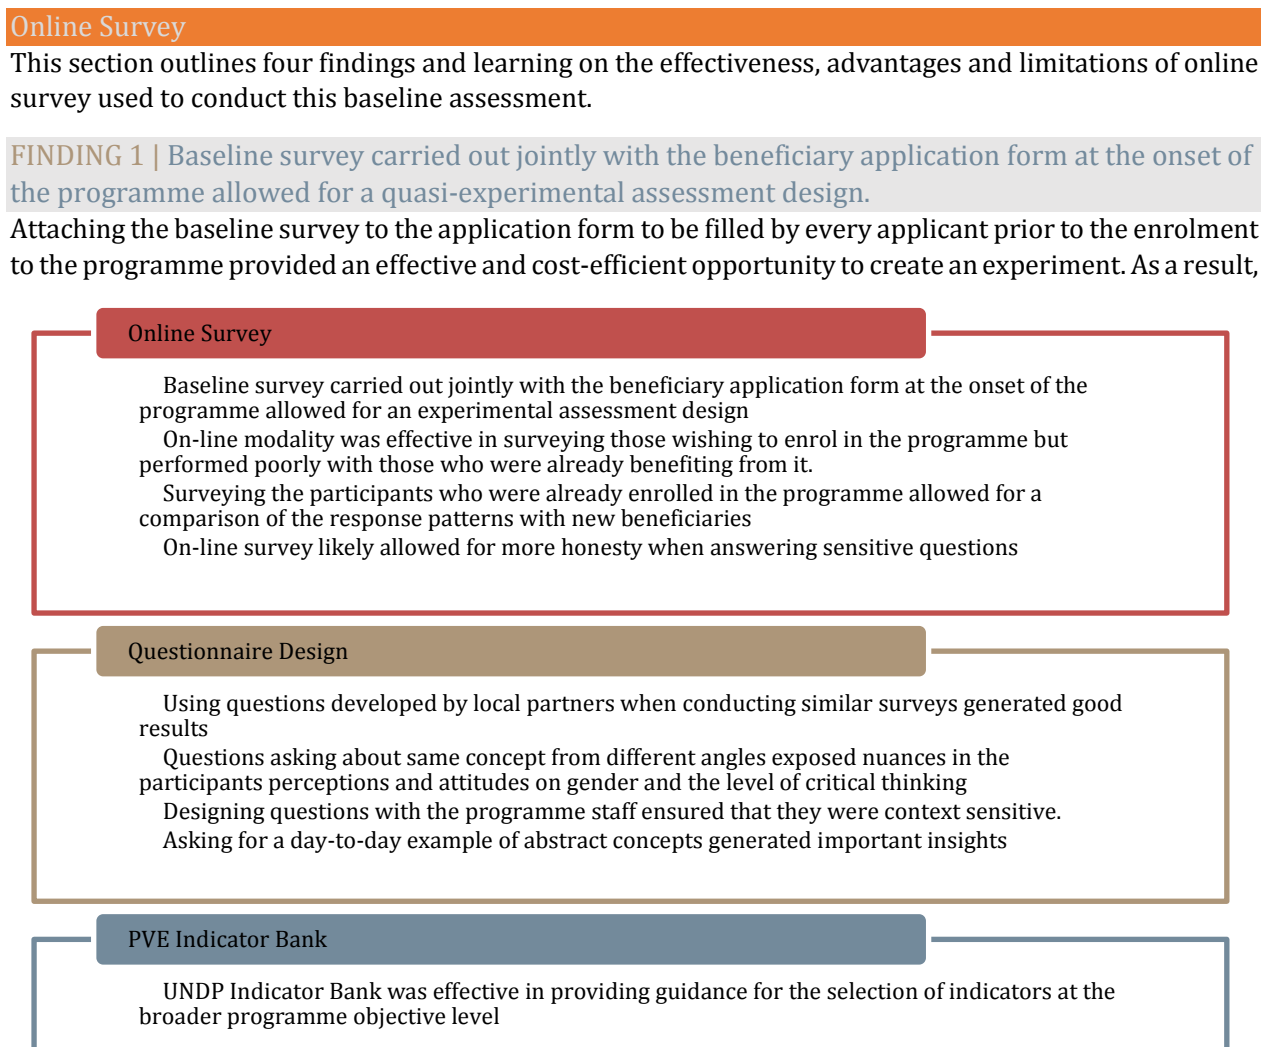 Online Survey
This section outlines four findings and learning on the effectiveness, advantages and limitations of online
survey used to conduct this baseline assessment.
FINDING 1 | Baseline survey carried out jointly with the beneficiary application form at the onset of
the programme allowed for a quasi-experimental assessment design.
Attaching the baseline survey to the application form to be filled by every applicant prior to the enrolment
to the programme provided an effective and cost-efficient opportunity to create an experiment. As a result,
Online Survey
Baseline survey carried out jointly with the beneficiary application form at the onset of the
programme allowed for an experimental assessment design
On-line modality was effective in surveying those wishing to enrol in the programme but
performed poorly with those who were already benefiting from it.
Surveying the participants who were already enrolled in the programme allowed for a
comparison of the response patterns with new beneficiaries
On-line survey likely allowed for more honesty when answering sensitive questions
Questionnaire Design
Using questions developed by local partners when conducting similar surveys generated good
results
Questions asking about same concept from different angles exposed nuances in the
participants perceptions and attitudes on gender and the level of critical thinking
Designing questions with the programme staff ensured that they were context sensitive.
Asking for a day-to-day example of abstract concepts generated important insights
PVE Indicator Bank
UNDP Indicator Bank was effective in providing guidance for the selection of indicators at the
broader programme objective level